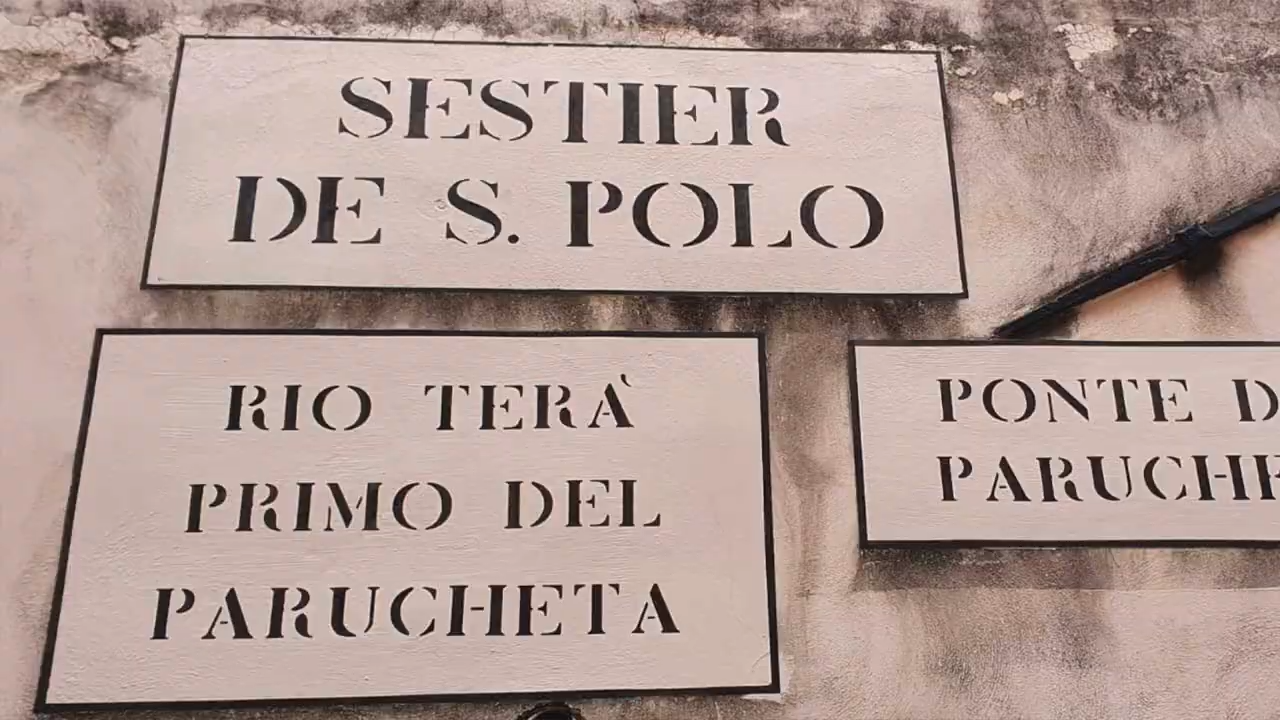 SESTIER
DE S. POLO
RIO TERÀ
PRIMO DEL
PARUCHETA
PONTE